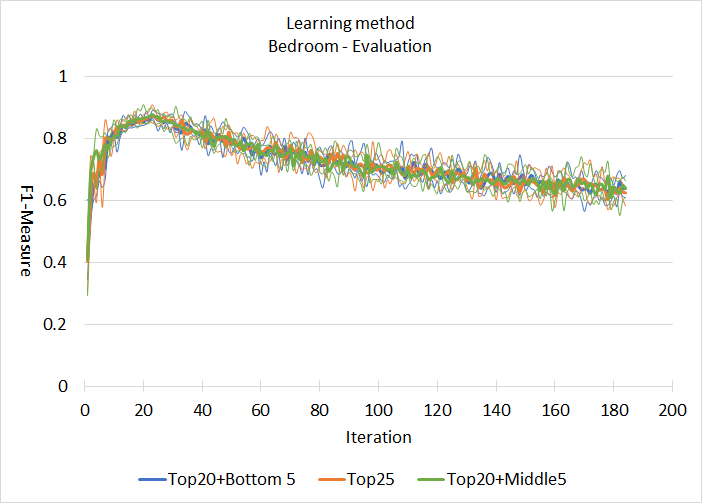 Learning method
Bedroom - Evaluation
1
0.8
0.6
0.4
0.2
0
F1-Measure
0 20 40 60 80 100 120 140 160 180 200
Iteration
Top20+Bottom 5 Top25 Top20+Middle5